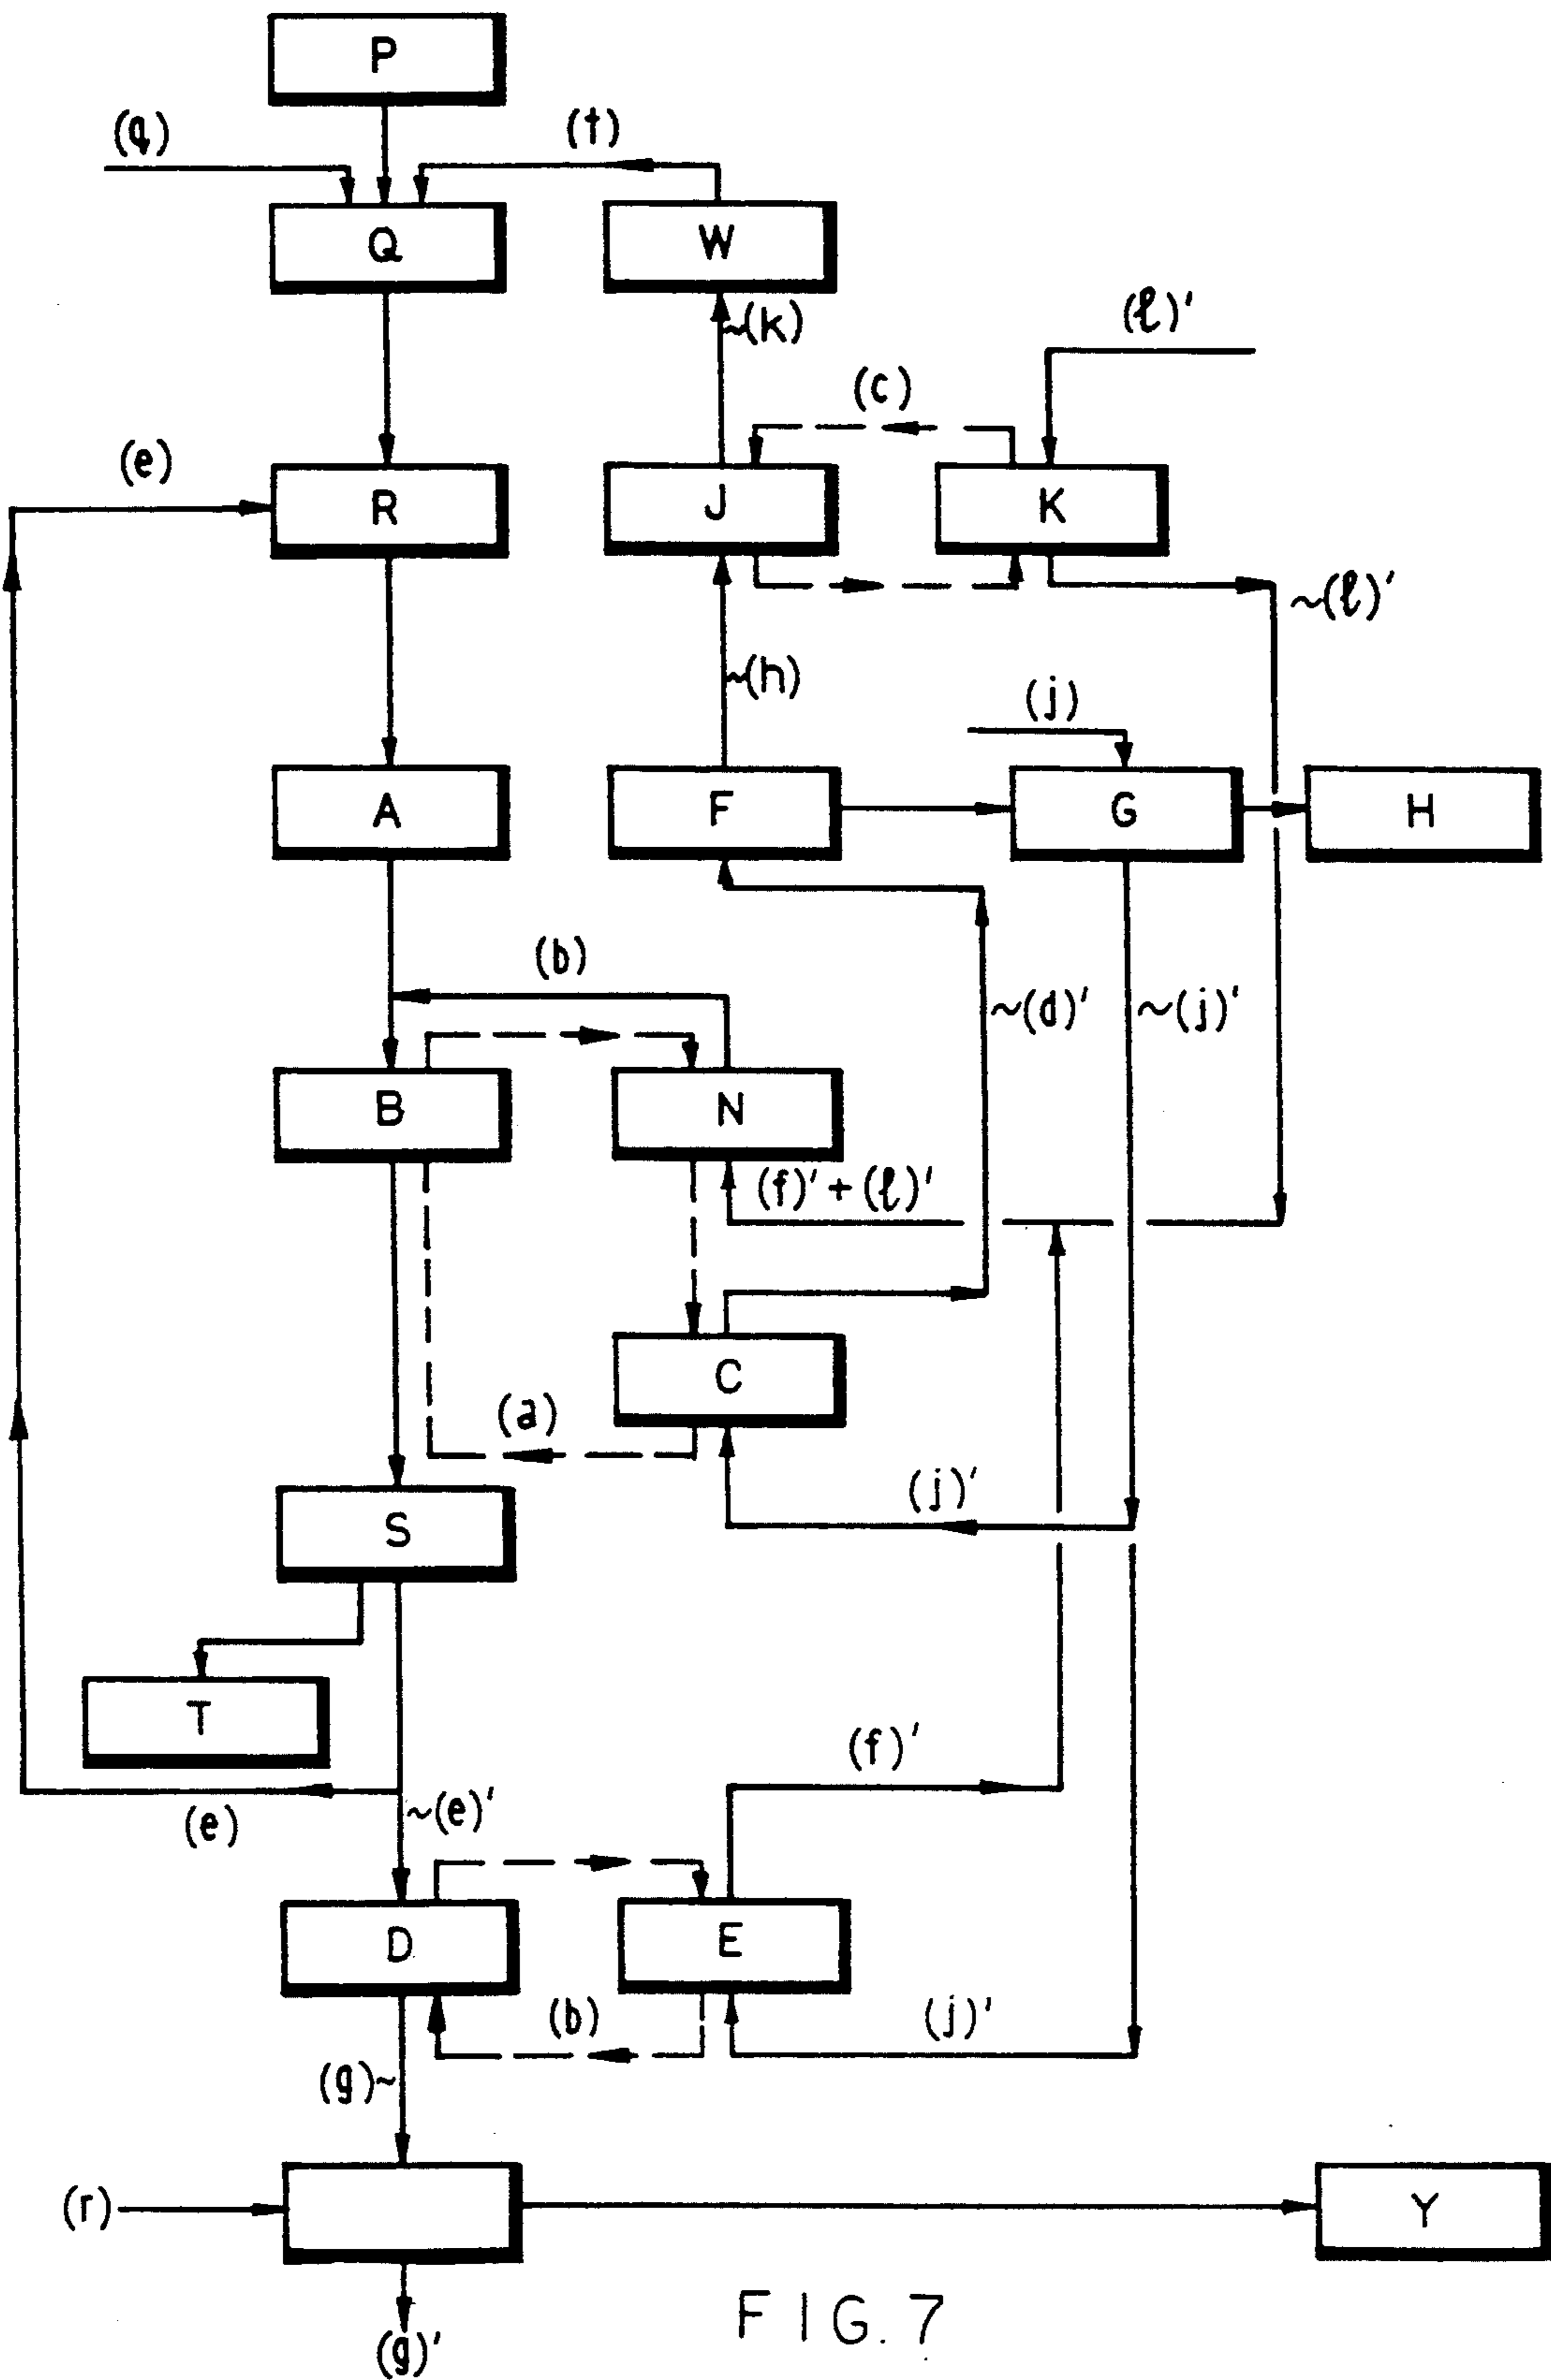 P
(q)
(t)
Q
W
~(k)
(ℓ)'
(c)
(e)
R
J
K
~(ℓ)'
~(h)
(j)
A
F
G
H
(b)
~(d)'
~(j)'
B
N
(f)' + (ℓ)'
C
(a)
(j)'
S
T
(f)'
(e)
~(e)'
D
E
(b)
(j)'
(g)~
(r)
Y
(g)'
FIG. 7